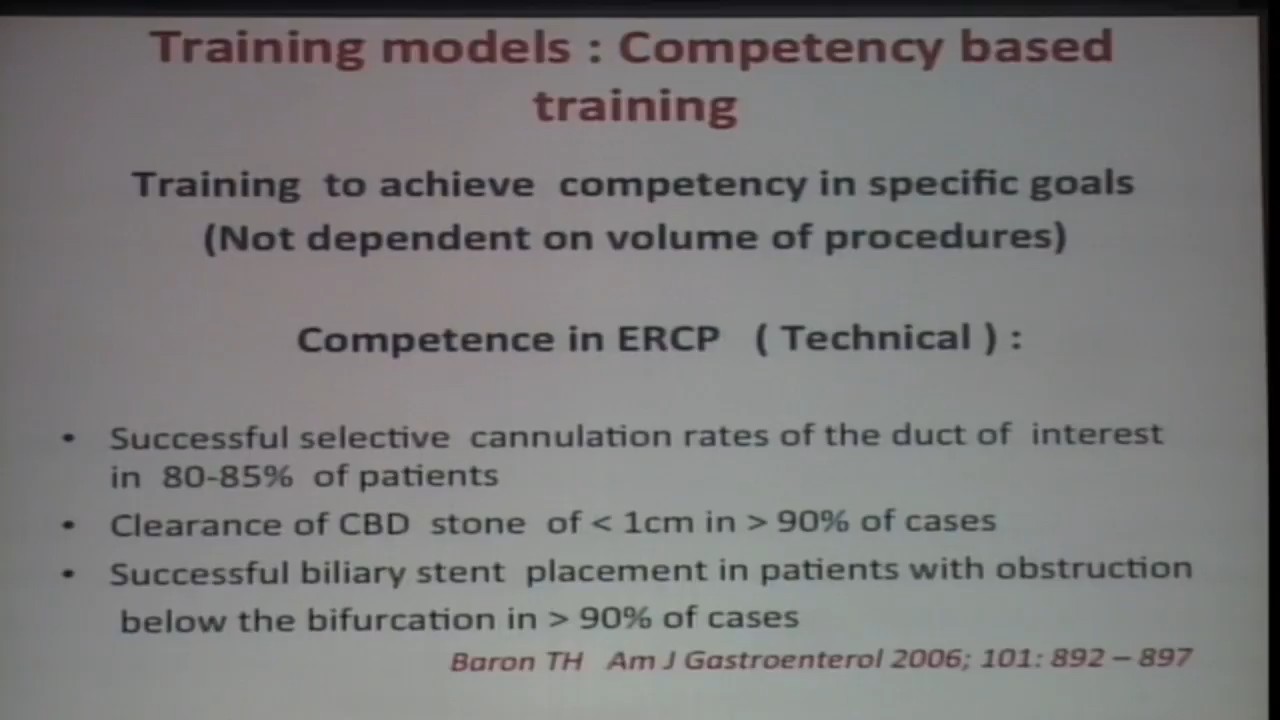 Training models : Competency based
training
Training to achieve competency in specific goals
(Not dependent on volume of procedures)
Competence in ERCP ( Technical ) :
• Successful selective cannulation rates of the duct of interest
in 80-85% of patients
• Clearance of CBD stone of < 1cm in > 90% of cases
• Successful biliary stent placement in patients with obstruction
below the bifurcation in > 90% of cases
Baron TH Am J Gastroenterol 2006; 101: 892 – 897